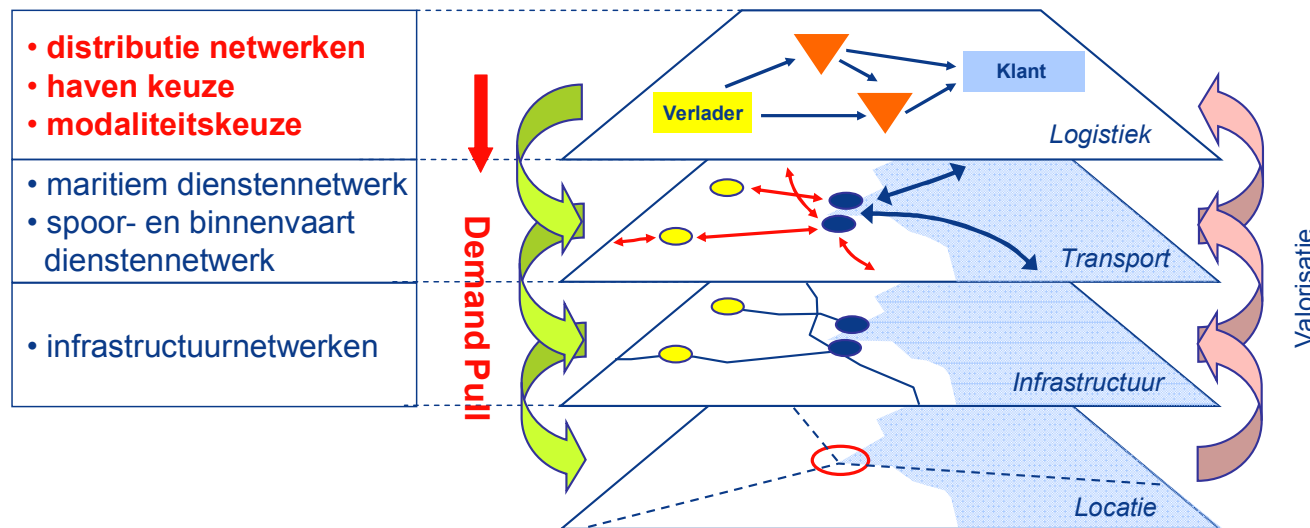 • distributie netwerken
• haven keuze
• modaliteitskeuze
• maritiem dienstennetwerk
• spoor- en binnenvaart
dienstennetwerk
• infrastructuurnetwerken
Demand Pull
Verlader
Klant
Logistiek
Transport
Infrastructuur
Locatie
Valorisatie